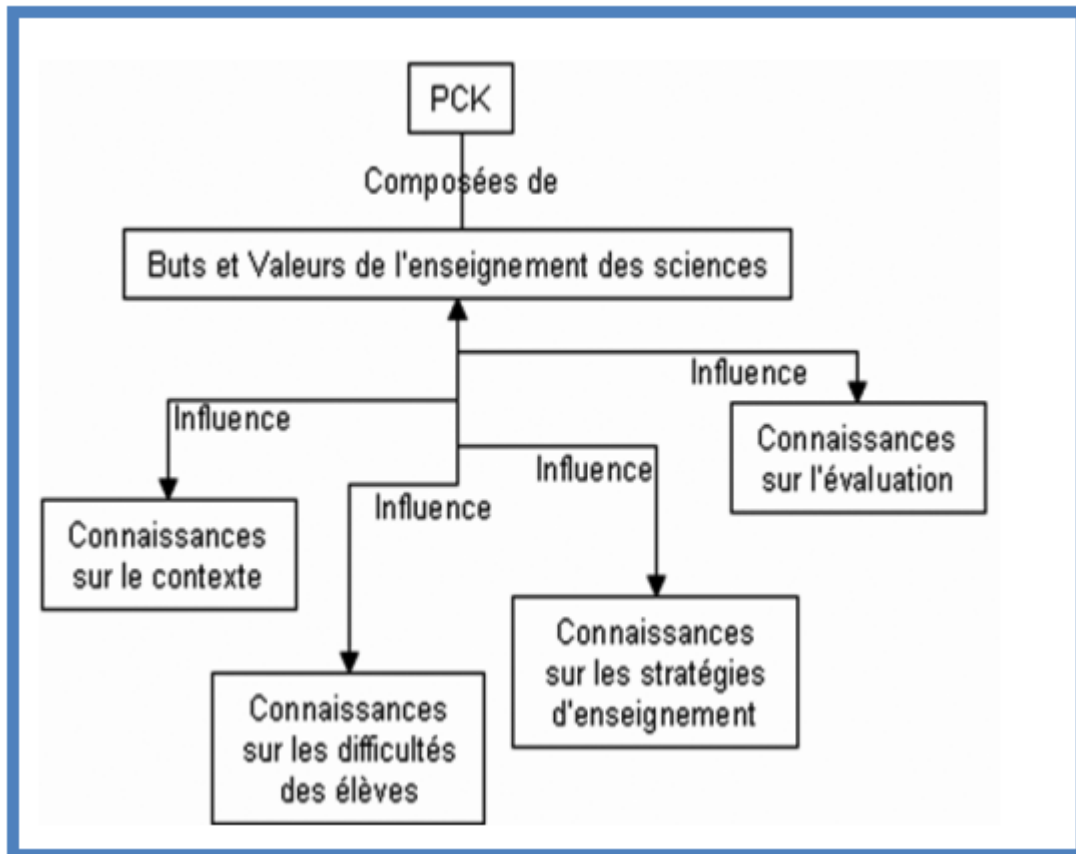 PCK
Composées de
Buts et Valeurs de l'enseignement des sciences
Influence
Connaissances
sur l'évaluation
Influence
Connaissances
sur le contexte
Influence
Connaissances
sur les stratégies
d'enseignement
Influence
Connaissances
sur les difficultés
des élèves